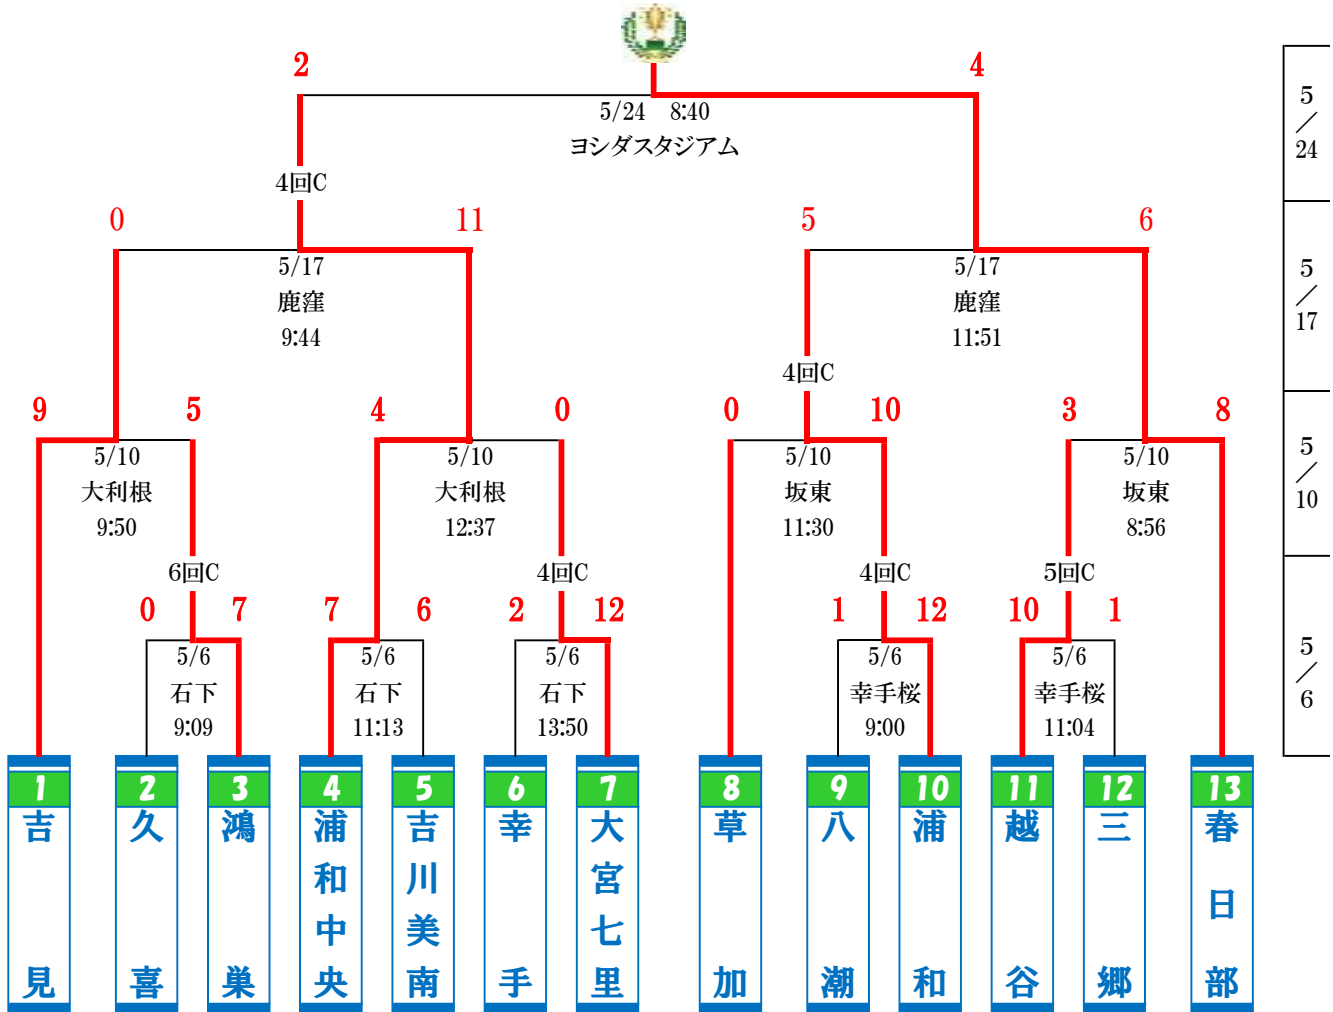 2 4
5/24 8:40
ヨシダスタジアム
5/24
4回C
0 11 5 6
5/17 5/17
鹿窪 鹿窪
9:44 11:51
5/17
4回C
9 5 4 0 0 10 3 8
5/10 5/10 5/10 5/10
大利根 大利根 坂東 坂東
9:50 12:37 11:30 8:56
5/10
6回C 4回C 4回C 5回C
0 7 7 6 2 12 1 12 10 1
5/6 5/6 5/6 5/6 5/6
石下 石下 石下 幸手桜 幸手桜
9:09 11:13 13:50 9:00 11:04
5/6
1 2 3 4 5 6 7 8 9 10 11 12 13
吉見
久喜
鴻巣
浦和中央
吉川美南
幸手
大宮七里
草加
八潮
浦和
越谷
三郷
春日部